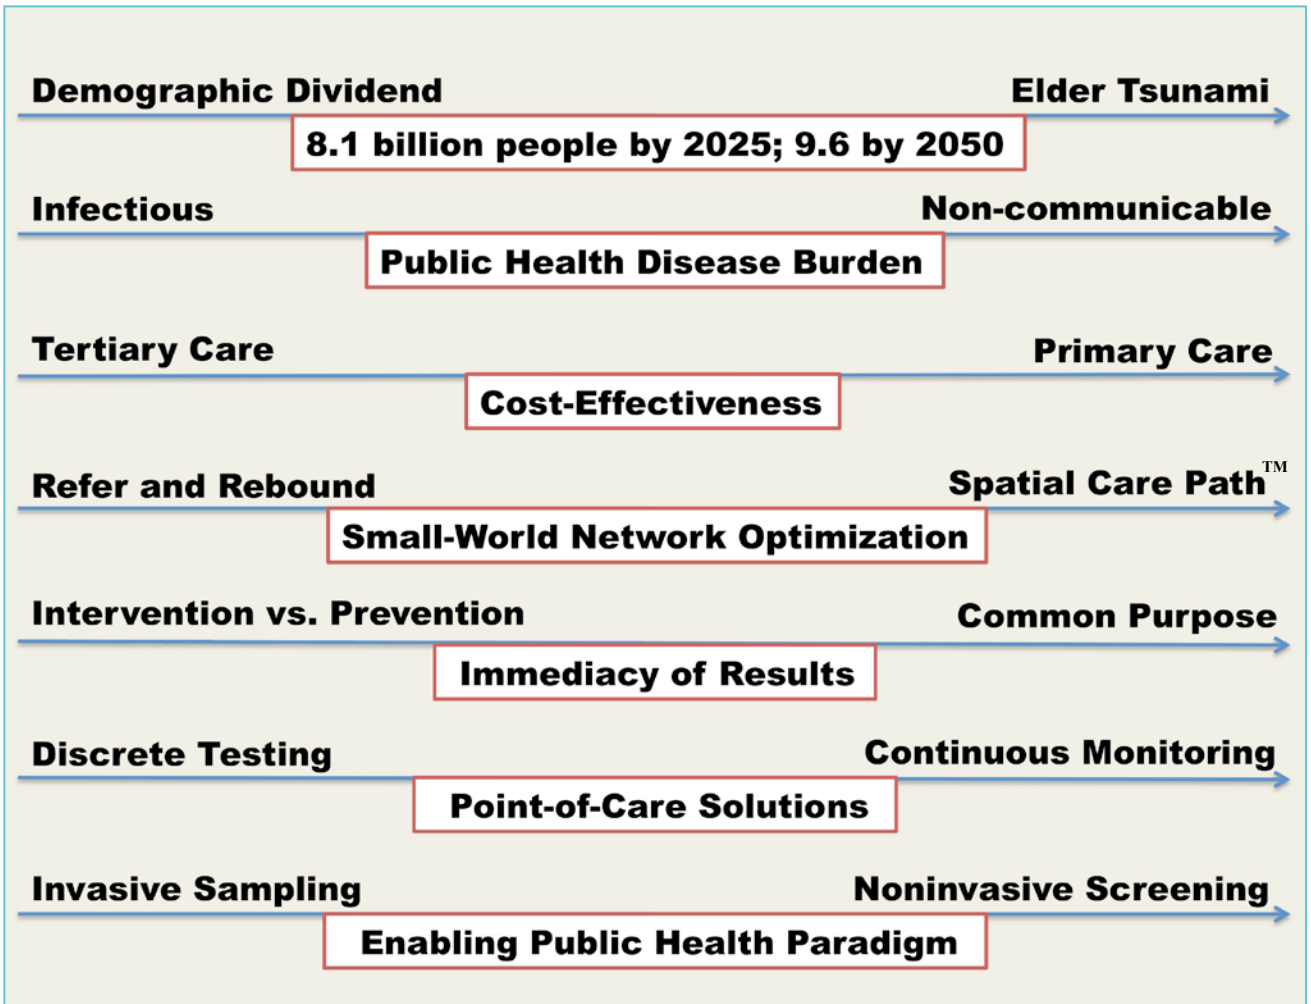 Demographic Dividend
Elder Tsunami
8.1 billion people by 2025; 9.6 by 2050
Infectious
Non-communicable
Public Health Disease Burden
Tertiary Care
Primary Care
Cost-Effectiveness
Refer and Rebound
Spatial Care Path™
Small-World Network Optimization
Intervention vs. Prevention
Common Purpose
Immediacy of Results
Discrete Testing
Continuous Monitoring
Point-of-Care Solutions
Invasive Sampling
Noninvasive Screening
Enabling Public Health Paradigm